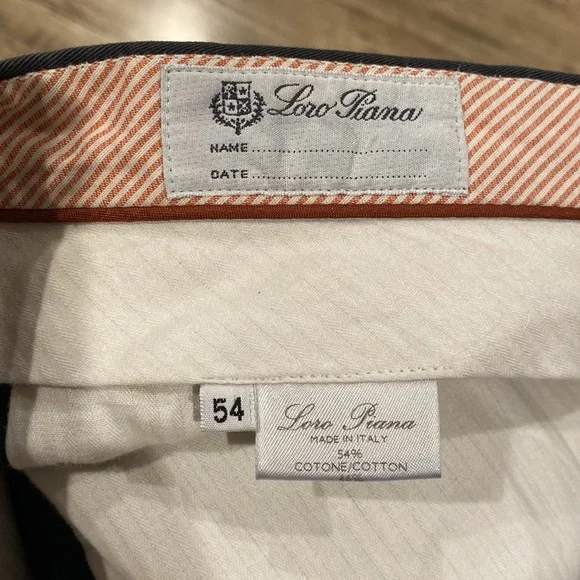 Loro Piana
NAME
DATE
54
Loro Piana
MADE IN ITALY
54%
COTONE/COTTON